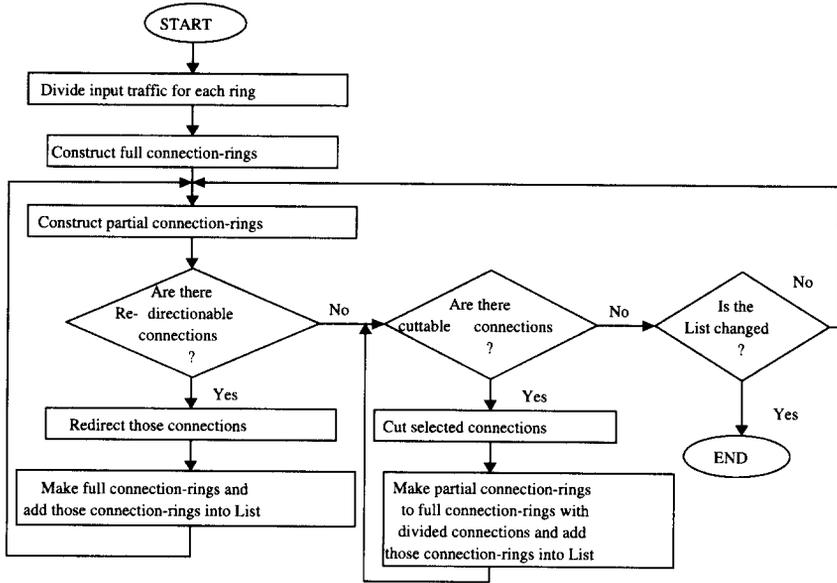 START
Divide input traffic for each ring
Construct full connection-rings
Construct partial connection-rings
Are there
Re- directionable
connections
?
No
Are there
cuttable connections
?
No
Is the
List changed
?
No
Yes
Redirect those connections
Yes
Cut selected connections
Yes
END
Make full connection-rings and
add those connection-rings into List
Make partial connection-rings
to full connection-rings with
divided connections and add
those connection-rings into List